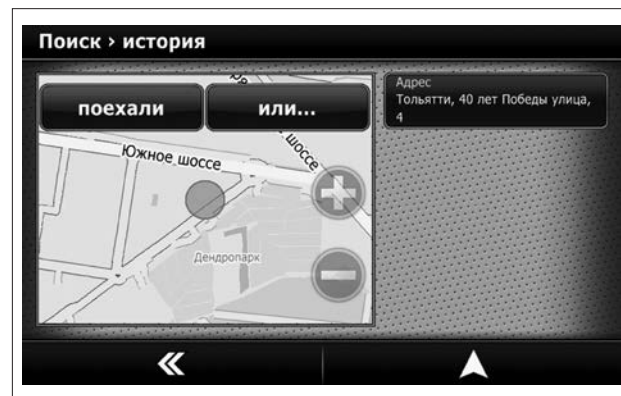 Поиск › история
поехали
или...
Адрес
Тольятти, 40 лет Победы улица,
4
Южное шоссе
шоссе
Дендропарк